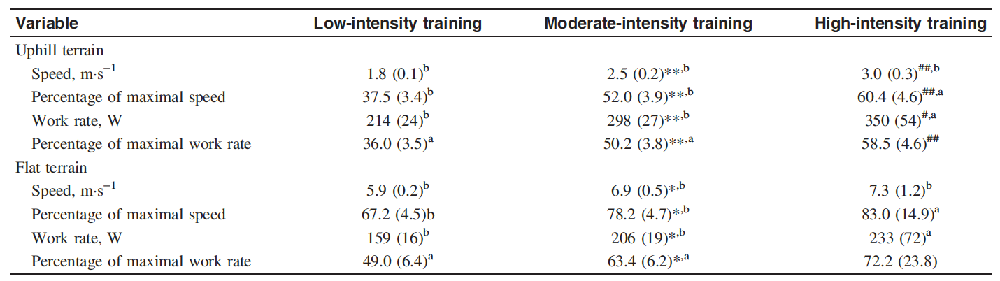 Variable Low-intensity training Moderate-intensity training High-intensity training
Uphill terrain
Speed, m·s⁻¹ 1.8 (0.1)ᵇ 2.5 (0.2)**,ᵇ 3.0 (0.3)##,ᵇ
Percentage of maximal speed 37.5 (3.4)ᵇ 52.0 (3.9)**,ᵇ 60.4 (4.6)##,ᵃ
Work rate, W 214 (24)ᵇ 298 (27)**,ᵇ 350 (54)#,ᵃ
Percentage of maximal work rate 36.0 (3.5)ᵃ 50.2 (3.8)**,ᵃ 58.5 (4.6)##
Flat terrain
Speed, m·s⁻¹ 5.9 (0.2)ᵇ 6.9 (0.5)*,ᵇ 7.3 (1.2)ᵇ
Percentage of maximal speed 67.2 (4.5)b 78.2 (4.7)*,ᵇ 83.0 (14.9)ᵃ
Work rate, W 159 (16)ᵇ 206 (19)*,ᵇ 233 (72)ᵃ
Percentage of maximal work rate 49.0 (6.4)ᵃ 63.4 (6.2)*,ᵃ 72.2 (23.8)